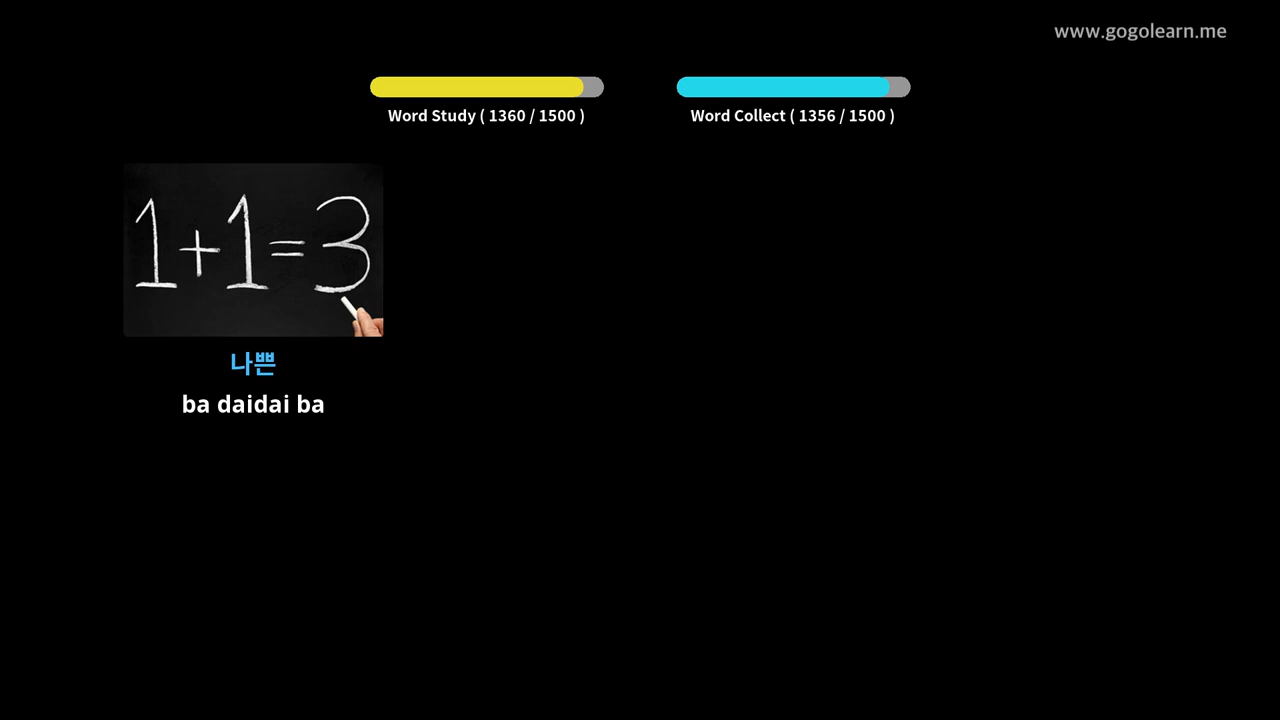 www.gogolearn.me
Word Study ( 1360 / 1500 )
Word Collect ( 1356 / 1500 )
1+1=3
나쁜
ba daidai ba